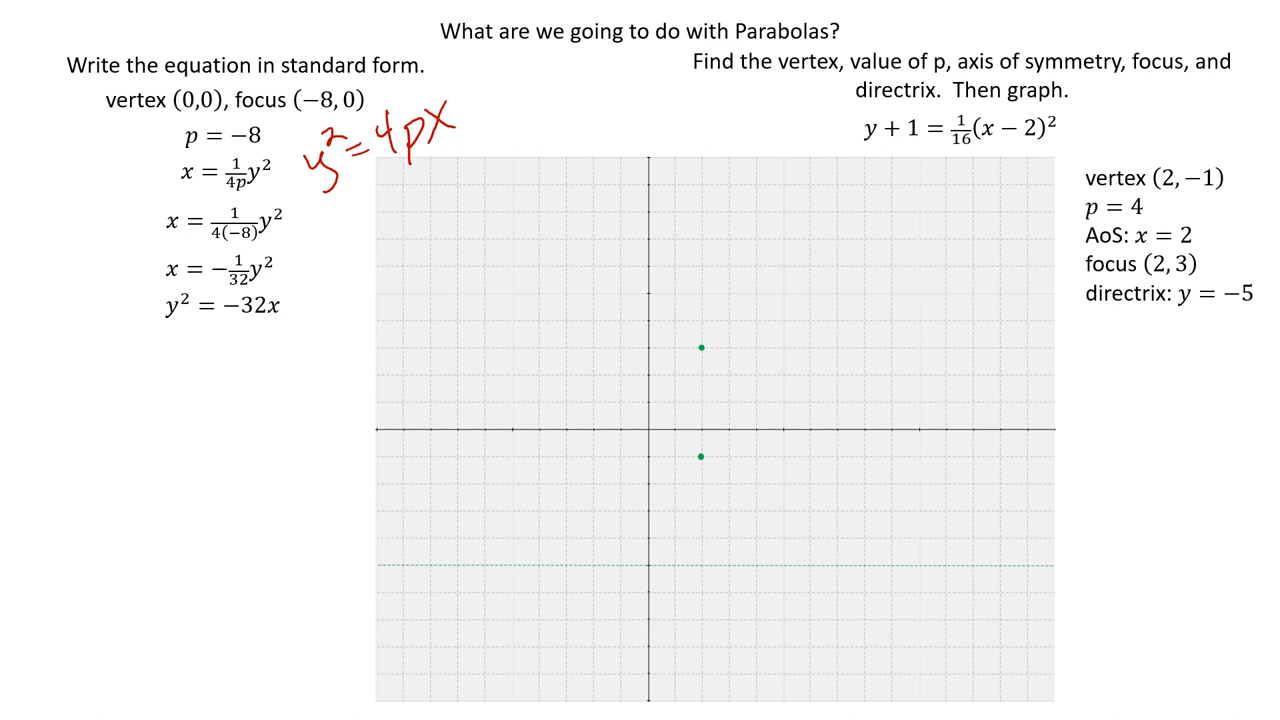 What are we going to do with Parabolas?
Write the equation in standard form.
vertex (0,0), focus (−8, 0)
p = −8
x = 1/4p y²
x = 1/4(−8) y²
x = −1/32 y²
y² = −32x
y² = 4px
Find the vertex, value of p, axis of symmetry, focus, and
directrix. Then graph.
y + 1 = 1/16 (x − 2)²
vertex (2, −1)
p = 4
AoS: x = 2
focus (2, 3)
directrix: y = −5